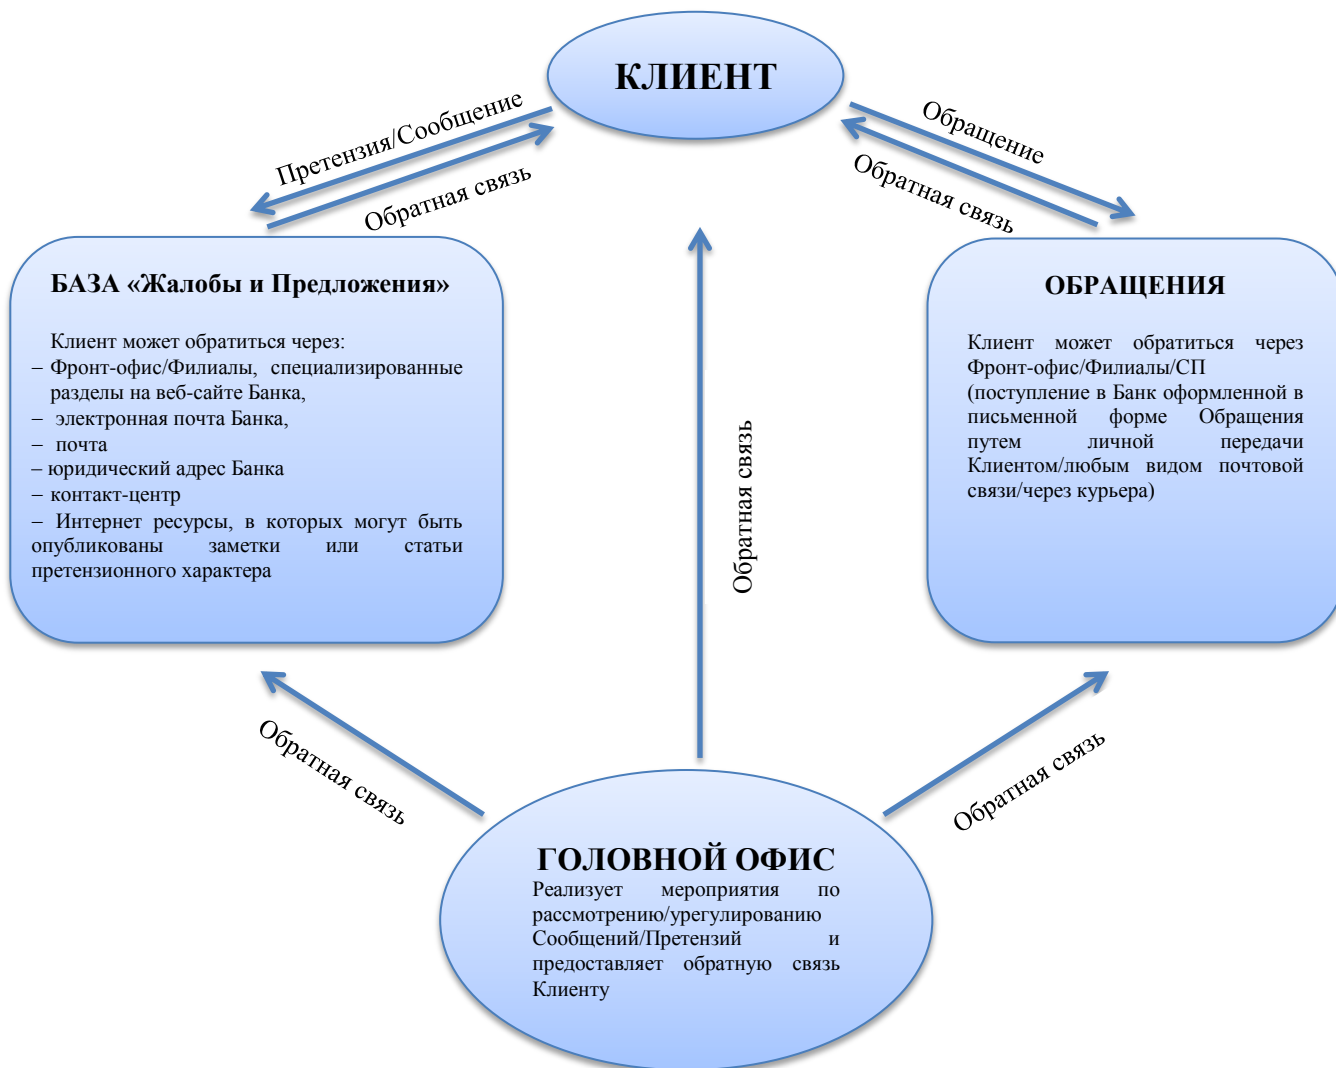 КЛИЕНТ
Претензия/Сообщение
Обратная связь
Обращение
Обратная связь
БАЗА «Жалобы и Предложения»
Клиент может обратиться через:
– Фронт-офис/Филиалы, специализированные
разделы на веб-сайте Банка,
– электронная почта Банка,
– почта
– юридический адрес Банка
– контакт-центр
– Интернет ресурсы, в которых могут быть
опубликованы заметки или статьи
претензионного характера
Обратная связь
ОБРАЩЕНИЯ
Клиент может обратиться через
Фронт-офис/Филиалы/СП
(поступление в Банк оформленной в
письменной форме Обращения
путем личной передачи
Клиентом/любым видом почтовой
связи/через курьера)
Обратная связь
Обратная связь
ГОЛОВНОЙ ОФИС
Реализует мероприятия по
рассмотрению/урегулированию
Сообщений/Претензий и
предоставляет обратную связь
Клиенту